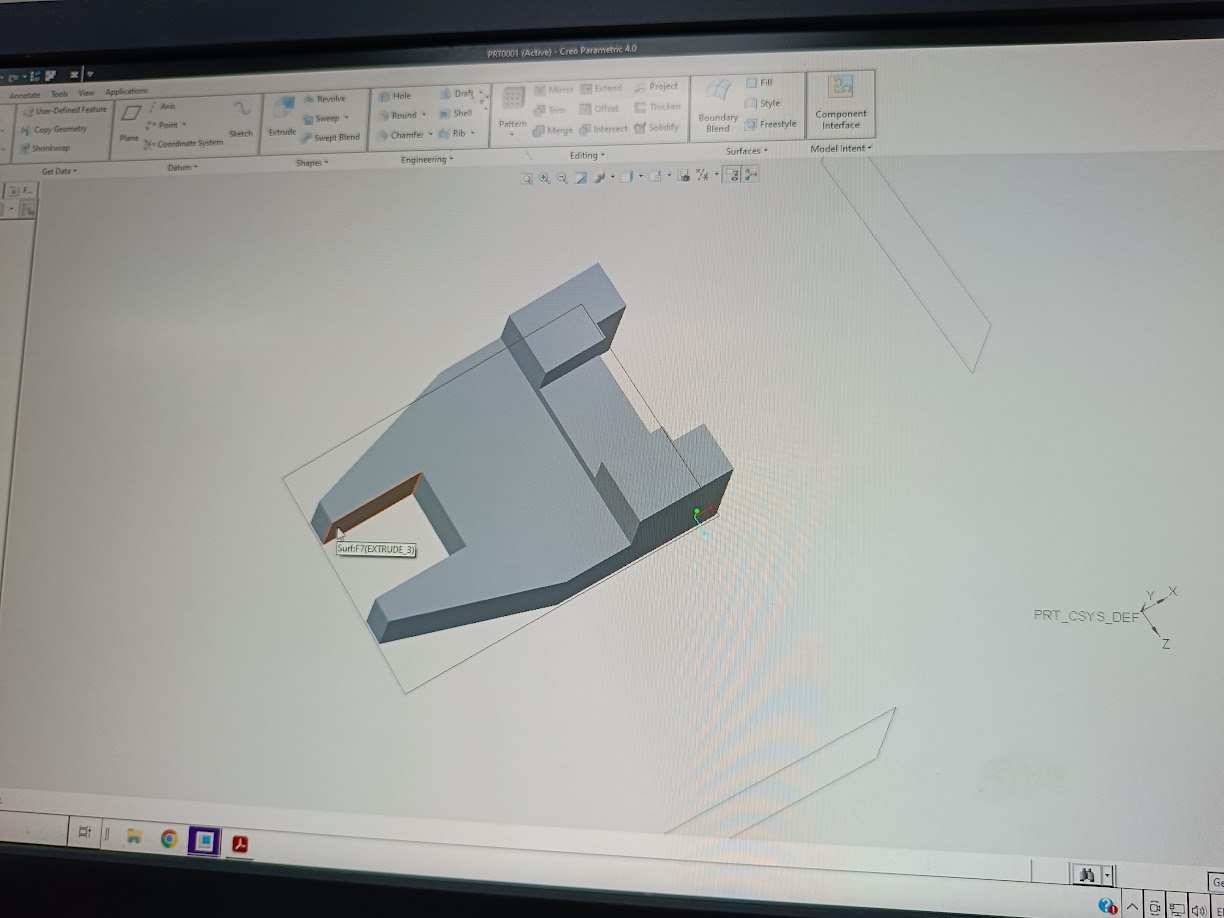 PRT0001 (Active) - Creo Parametric 4.0
Annotate Tools View Applications
User-Defined Feature
Copy Geometry
Shrinkwrap
Get Data
Plane
Axis
Point
Coordinate System
Sketch
Datum
Extrude
Revolve
Sweep
Swept Blend
Shapes
Hole
Round
Chamfer
Draft
Shell
Rib
Engineering
Pattern
Mirror
Trim
Merge
Extend
Offset
Intersect
Project
Thicken
Solidify
Editing
Boundary
Blend
Fill
Style
Freestyle
Surfaces
Component
Interface
Model Intent
F...
Surf:F7(EXTRUDE_3)
PRT_CSYS_DEF
Y
X
Z